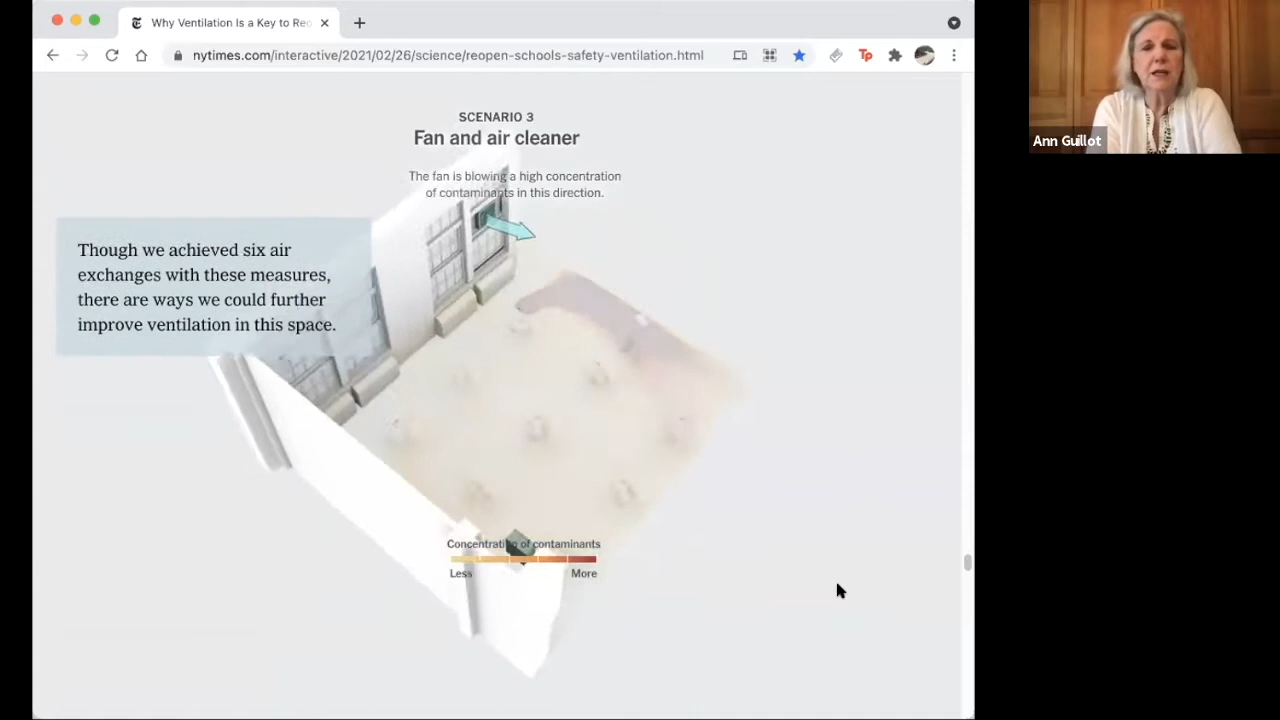 Why Ventilation Is a Key to Reo
nytimes.com/interactive/2021/02/26/science/reopen-schools-safety-ventilation.html
Tp
Ann Guillot
SCENARIO 3
Fan and air cleaner
The fan is blowing a high concentration
of contaminants in this direction.
Though we achieved six air
exchanges with these measures,
there are ways we could further
improve ventilation in this space.
Concentration of contaminants
Less More